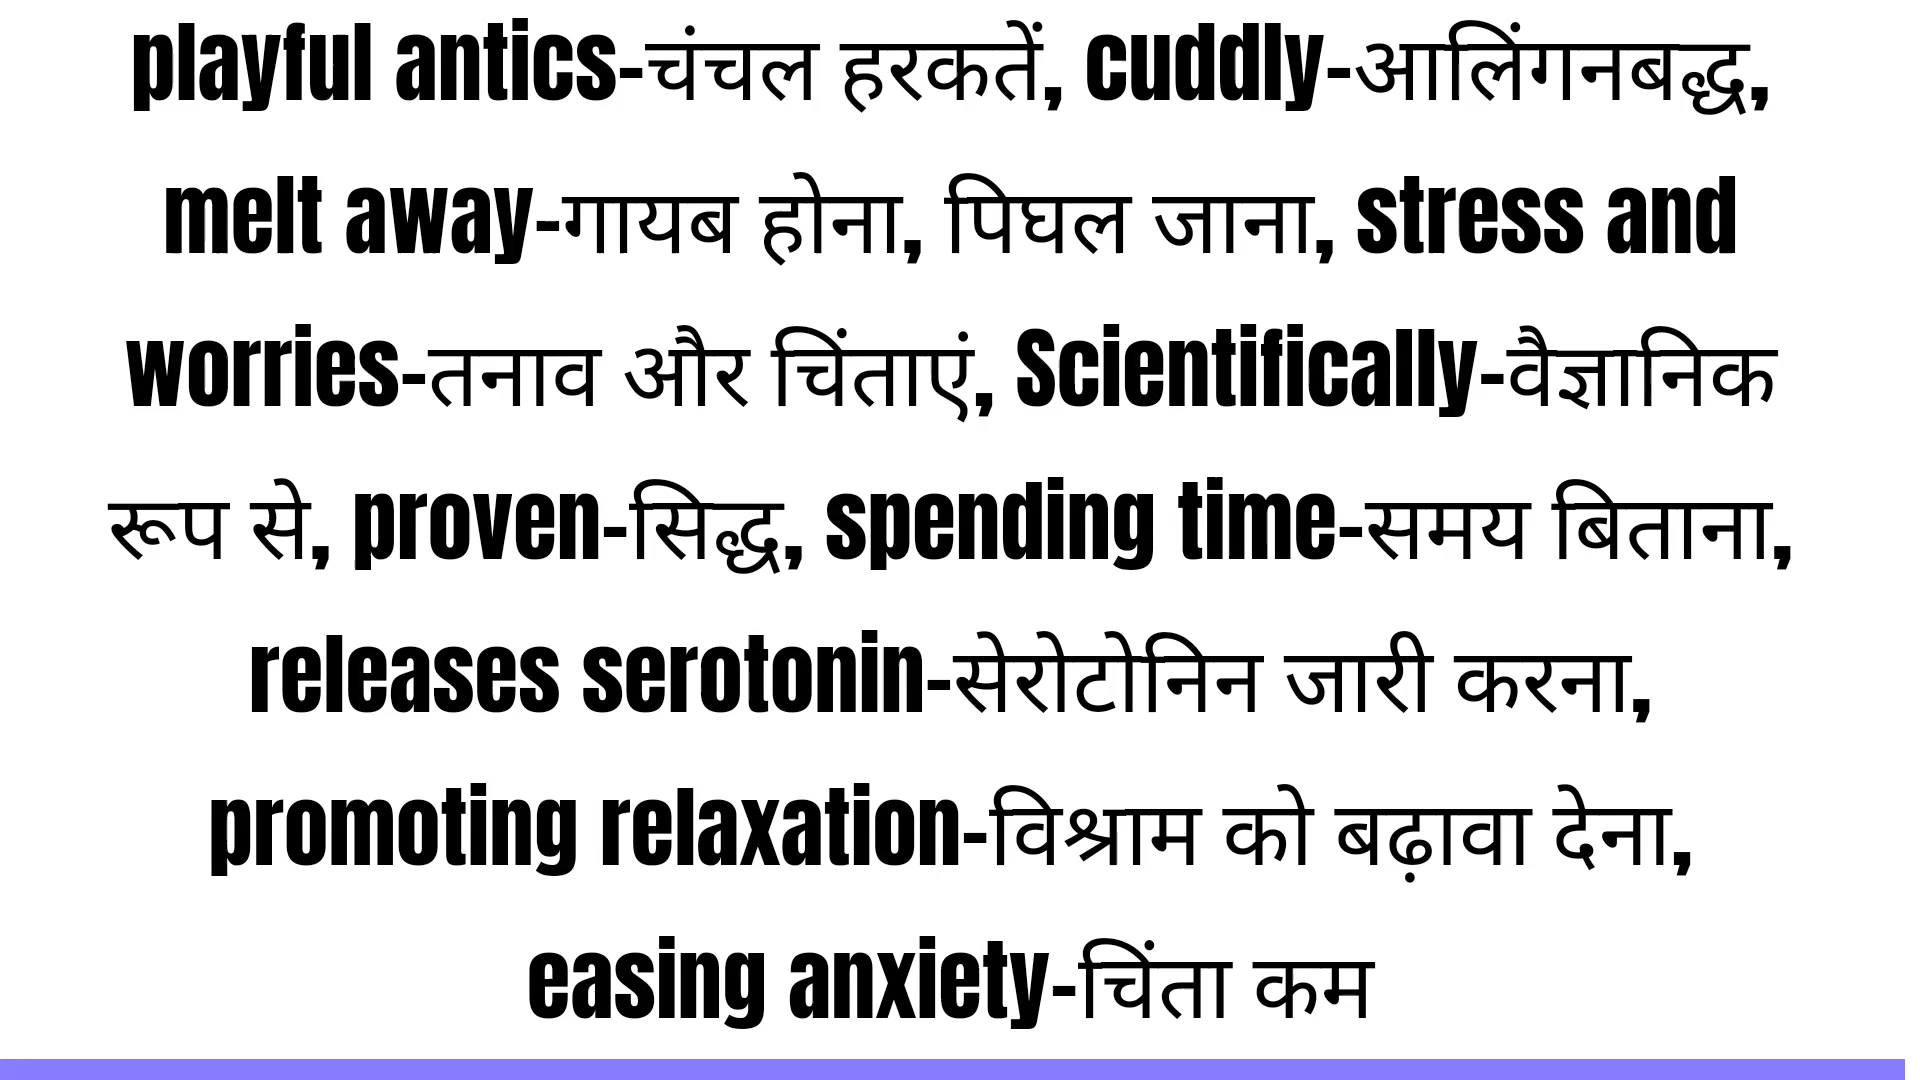 playful antics-चंचल हरकतें, cuddly-आलिंगनबद्ध,
melt away-गायब होना, पिघल जाना, stress and
worries-तनाव और चिंताएं, Scientifically-वैज्ञानिक
रूप से, proven-सिद्ध, spending time-समय बिताना,
releases serotonin-सेरोटोनिन जारी करना,
promoting relaxation-विश्राम को बढ़ावा देना,
easing anxiety-चिंता कम